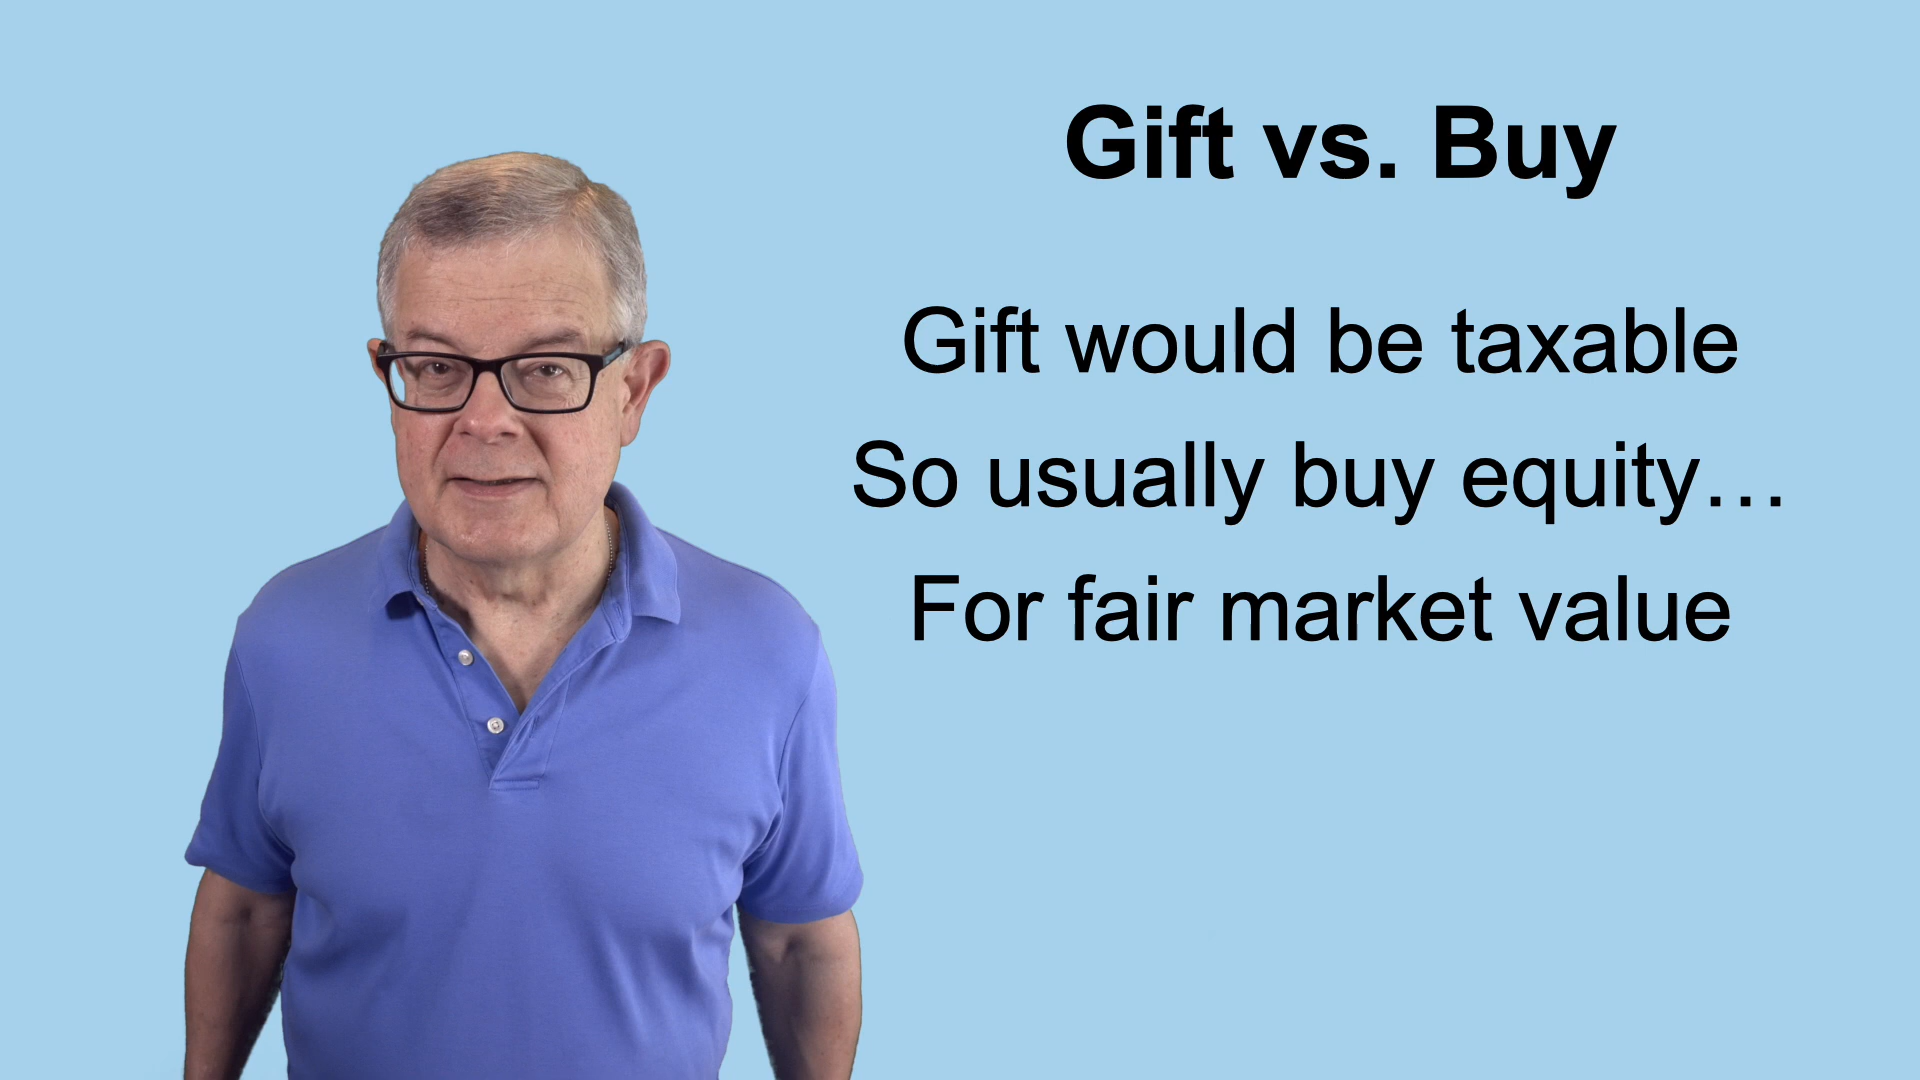 Gift vs. Buy
Gift would be taxable
So usually buy equity…
For fair market value